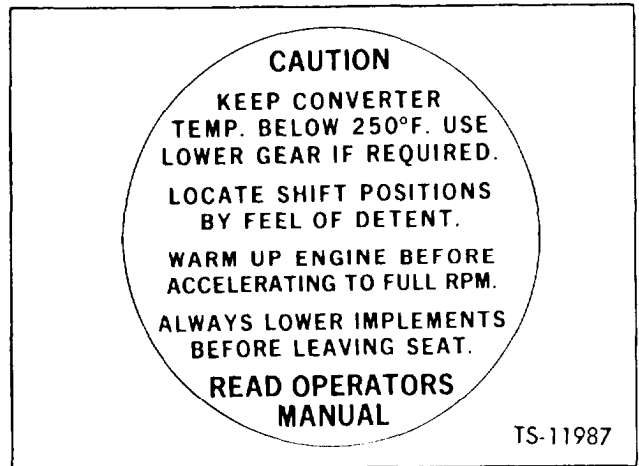 CAUTION
KEEP CONVERTER
TEMP. BELOW 250°F. USE
LOWER GEAR IF REQUIRED.
LOCATE SHIFT POSITIONS
BY FEEL OF DETENT.
WARM UP ENGINE BEFORE
ACCELERATING TO FULL RPM.
ALWAYS LOWER IMPLEMENTS
BEFORE LEAVING SEAT.
READ OPERATORS
MANUAL
TS-11987